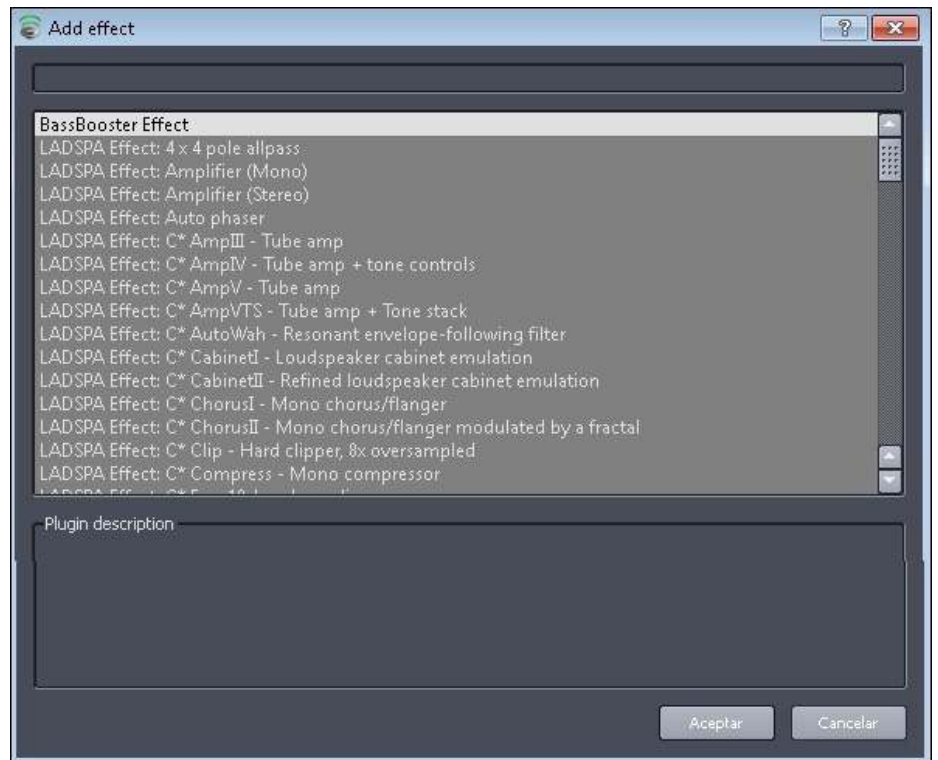 Add effect
BassBooster Effect
LADSPA Effect: 4 x 4 pole allpass
LADSPA Effect: Amplifier (Mono)
LADSPA Effect: Amplifier (Stereo)
LADSPA Effect: Auto phaser
LADSPA Effect: C* AmpIII - Tube amp
LADSPA Effect: C* AmpIV - Tube amp + tone controls
LADSPA Effect: C* AmpV - Tube amp
LADSPA Effect: C* AmpVTS - Tube amp + Tone stack
LADSPA Effect: C* AutoWah - Resonant envelope-following filter
LADSPA Effect: C* CabinetI - Loudspeaker cabinet emulation
LADSPA Effect: C* CabinetII - Refined loudspeaker cabinet emulation
LADSPA Effect: C* ChorusI - Mono chorus/flanger
LADSPA Effect: C* ChorusII - Mono chorus/flanger modulated by a fractal
LADSPA Effect: C* Clip - Hard clipper, 8x oversampled
LADSPA Effect: C* Compress - Mono compressor
Plugin description
Aceptar
Cancelar